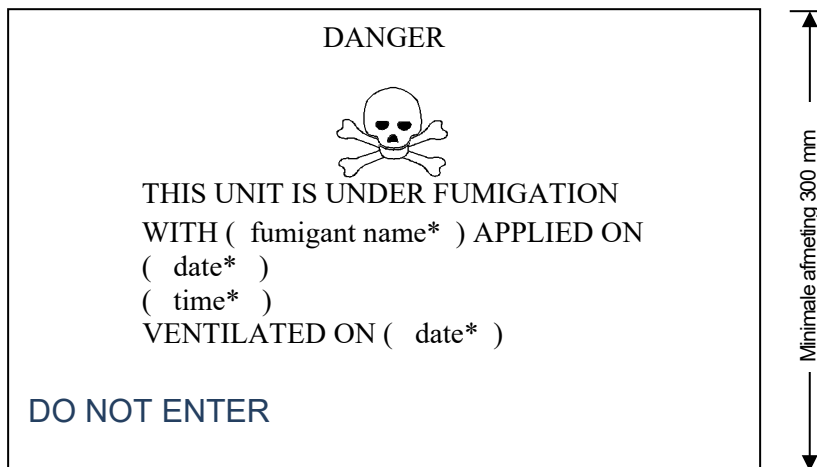 DANGER
THIS UNIT IS UNDER FUMIGATION
WITH ( fumigant name* ) APPLIED ON
( date* )
( time* )
VENTILATED ON ( date* )
DO NOT ENTER
Minimale afmeting 300 mm